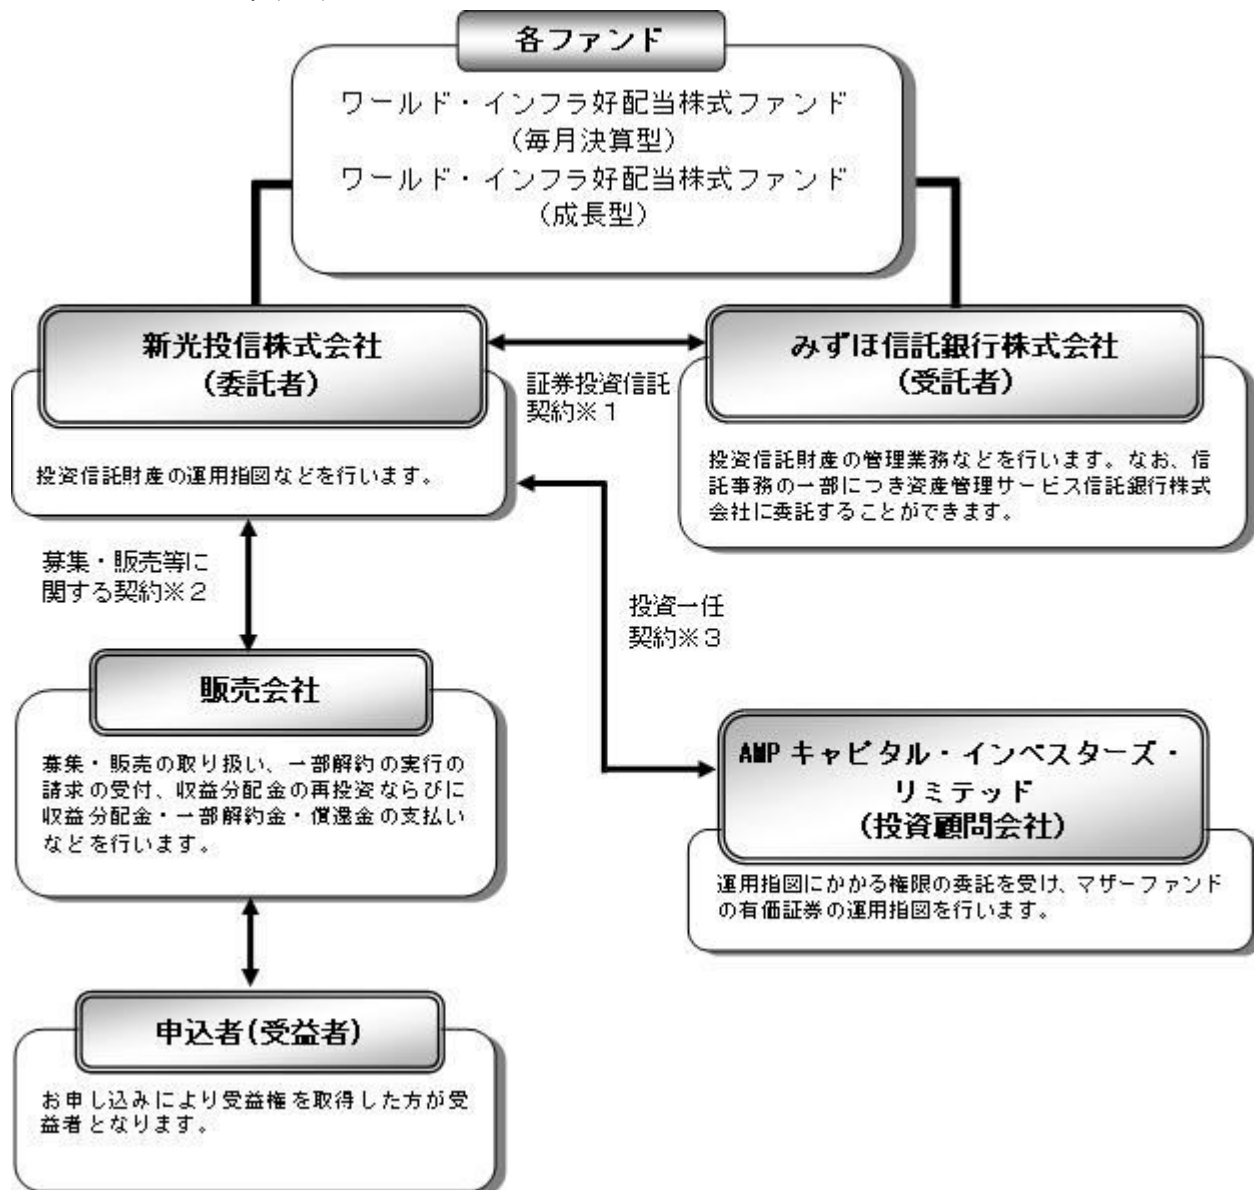 各ファンド
ワールド・インフラ好配当株式ファンド
(毎月決算型)
ワールド・インフラ好配当株式ファンド
(成長型)
新光投信株式会社
(委託者)
投資信託財産の運用指図などを行います。
証券投資信託
契約※1
みずほ信託銀行株式会社
(受託者)
投資信託財産の管理業務などを行います。なお、信
託事務の一部につき資産管理サービス信託銀行株式
会社に委託することができます。
募集・販売等に
関する契約※2
投資一任
契約※3
販売会社
募集・販売の取り扱い、一部解約の実行の
請求の受付、収益分配金の再投資ならびに
収益分配金・一部解約金・償還金の支払い
などを行います。
AMP キャピタル・インベスターズ・
リミテッド
(投資顧問会社)
運用指図にかかる権限の委託を受け、マザーファンド
の有価証券の運用指図を行います。
申込者(受益者)
お申し込みにより受益権を取得した方が受
益者となります。